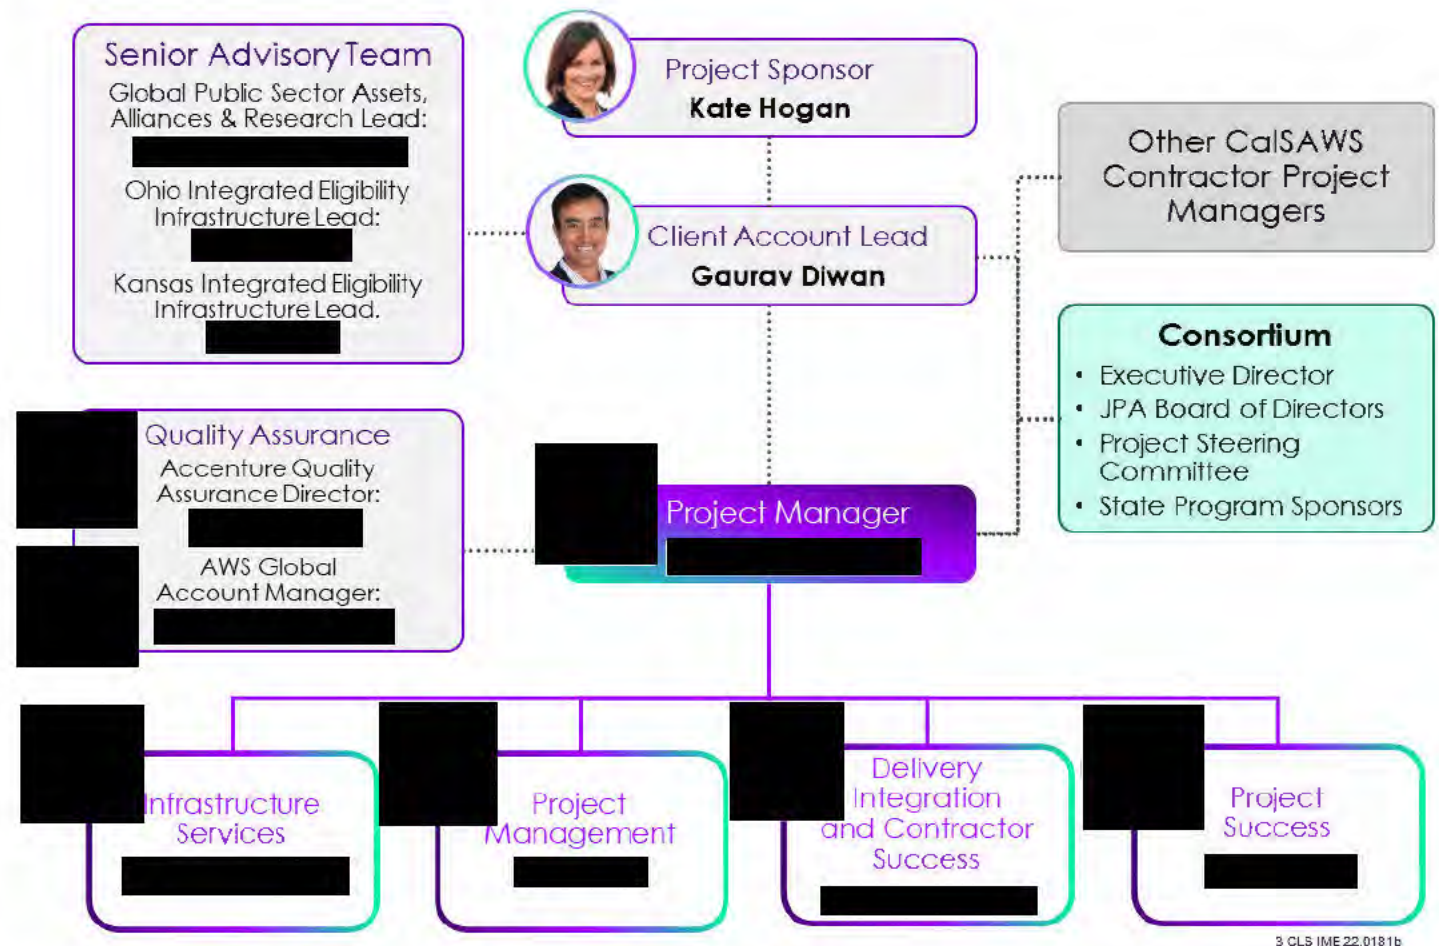 Senior Advisory Team
Global Public Sector Assets,
Alliances & Research Lead:
Ohio Integrated Eligibility
Infrastructure Lead:
Kansas Integrated Eligibility
Infrastructure Lead.
Project Sponsor
Kate Hogan
Client Account Lead
Gaurav Diwan
Other CalSAWS
Contractor Project
Managers
Consortium
• Executive Director
• JPA Board of Directors
• Project Steering
Committee
• State Program Sponsors
Quality Assurance
Accenture Quality
Assurance Director:
AWS Global
Account Manager:
Project Manager
Infrastructure
Services
Project
Management
Delivery
Integration
and Contractor
Success
Project
Success
3 CLS IME 22.0181b